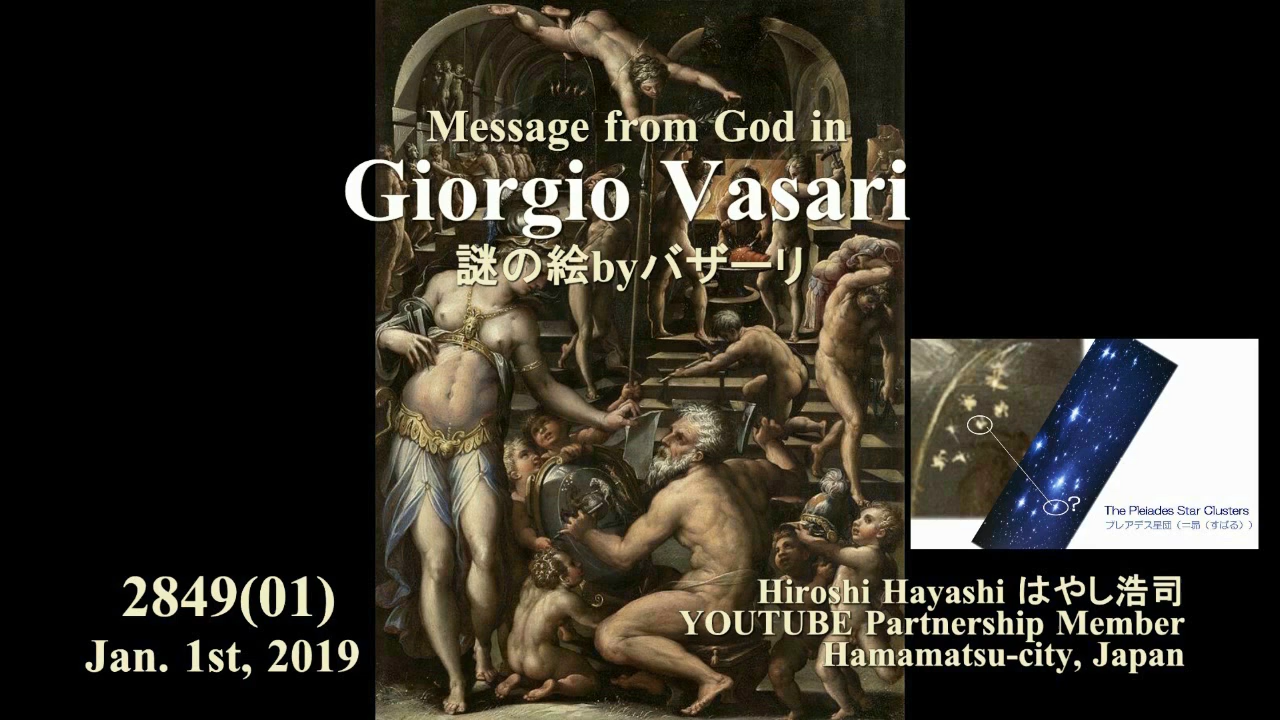 Message from God in
Giorgio Vasari
謎の絵byバザーリ
?
The Pleiades Star Clusters
プレアデス星団（＝昴（すばる））
2849(01)
Jan. 1st, 2019
Hiroshi Hayashi はやし浩司
YOUTUBE Partnership Member
Hamamatsu-city, Japan